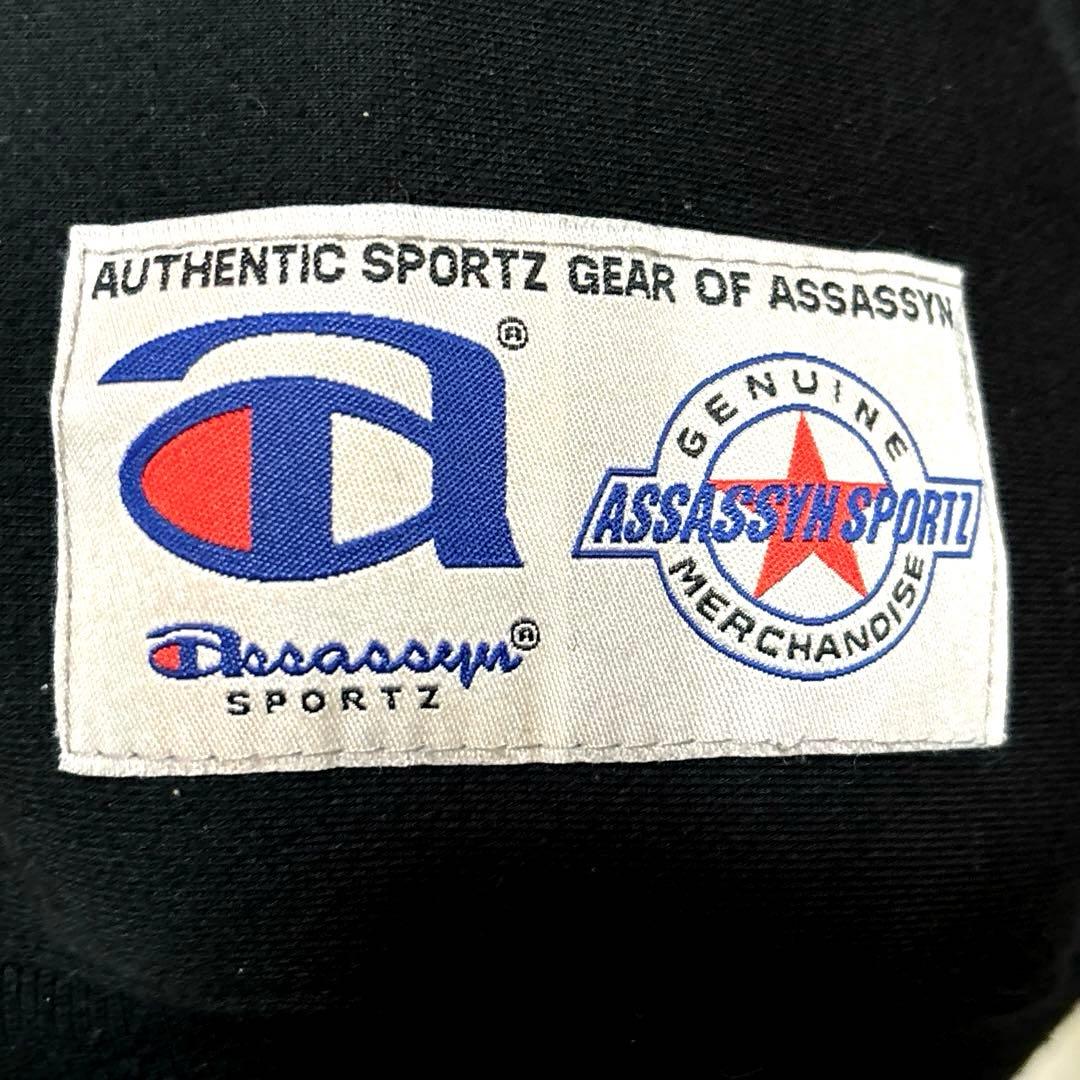 AUTHENTIC SPORTZ GEAR OF ASSASSYN
a ®
Assassyn ®
SPORTZ
GENUINE
ASSASSYN SPORTZ
MERCHANDISE